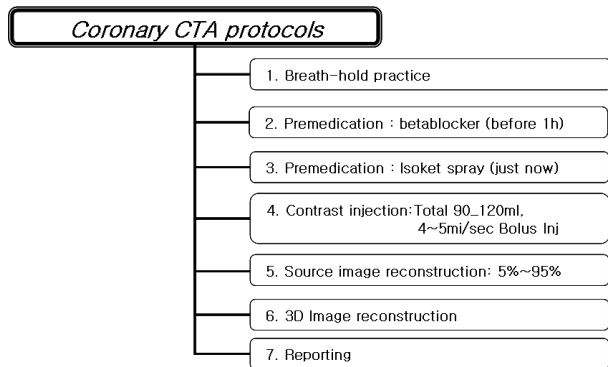 Coronary CTA protocols
1. Breath-hold practice
2. Premedication : betablocker (before 1h)
3. Premedication : Isoket spray (just now)
4. Contrast injection:Total 90_120ml,
4~5mi/sec Bolus Inj
5. Source image reconstruction: 5%~95%
6. 3D Image reconstruction
7. Reporting